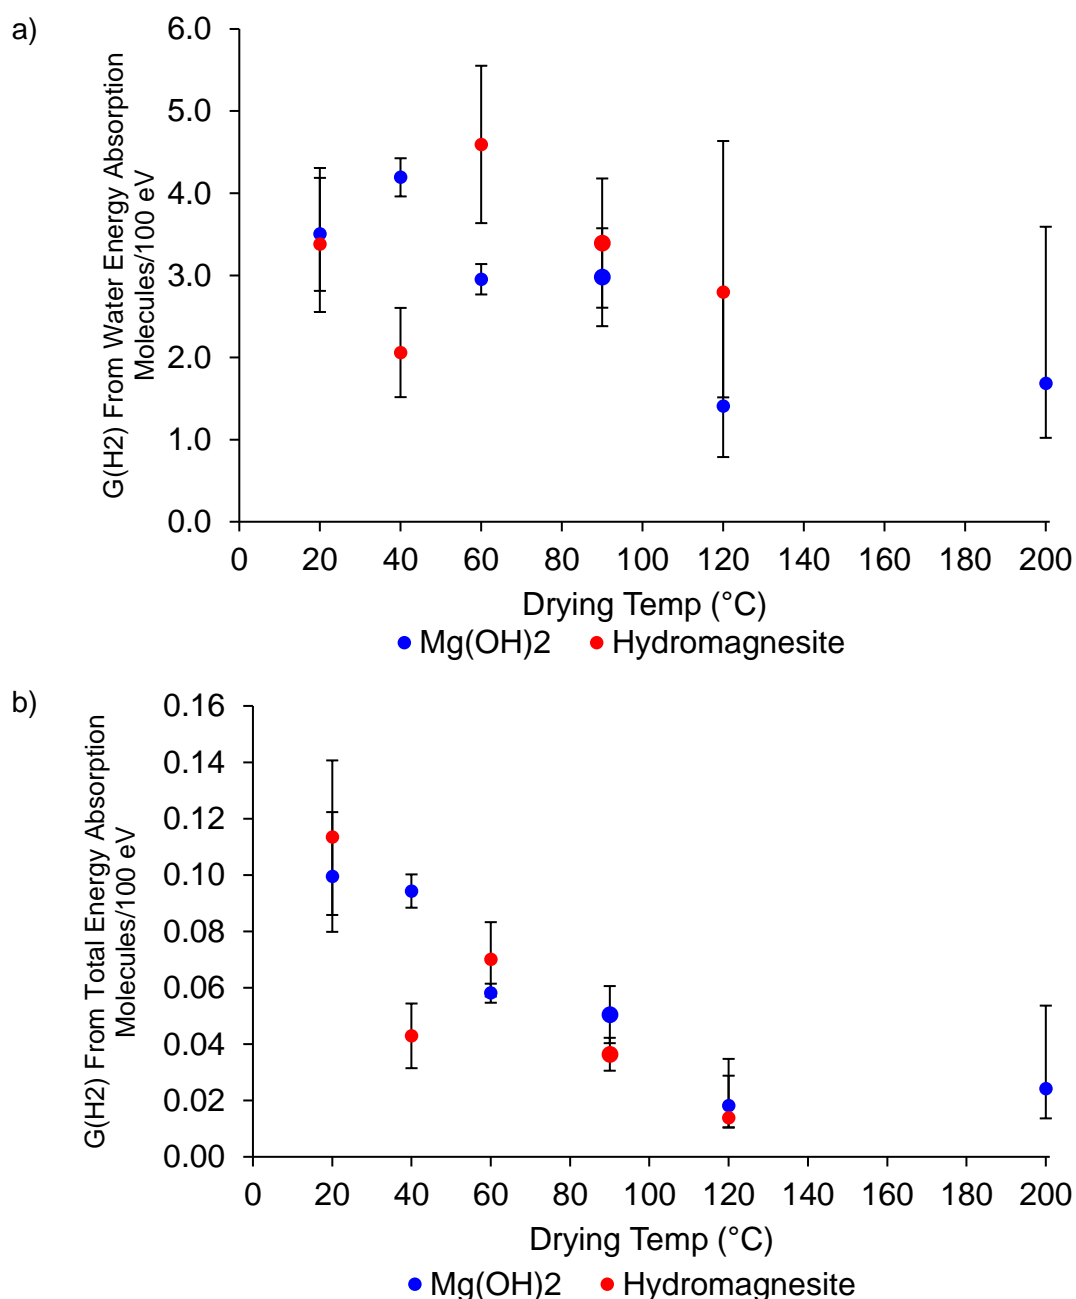 a)
G(H2) From Water Energy Absorption
Molecules/100 eV
6.0
5.0
4.0
3.0
2.0
1.0
0.0
0 20 40 60 80 100 120 140 160 180 200
Drying Temp (°C)
Mg(OH)2 Hydromagnesite
b)
G(H2) From Total Energy Absorption
Molecules/100 eV
0.16
0.14
0.12
0.10
0.08
0.06
0.04
0.02
0.00
0 20 40 60 80 100 120 140 160 180 200
Drying Temp (°C)
Mg(OH)2 Hydromagnesite